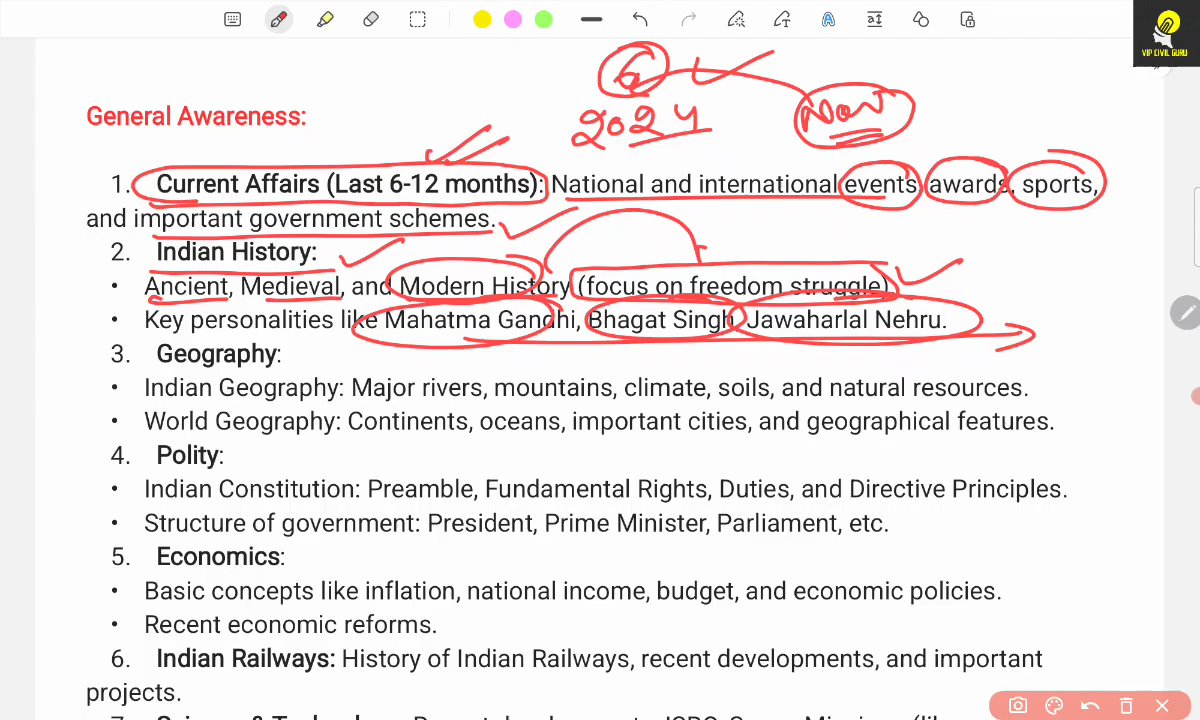 VIP CIVIL GURU
6
2024
Nov
General Awareness:
1. Current Affairs (Last 6-12 months): National and international events, awards, sports,
and important government schemes.
2. Indian History:
• Ancient, Medieval, and Modern History (focus on freedom struggle).
• Key personalities like Mahatma Gandhi, Bhagat Singh, Jawaharlal Nehru.
3. Geography:
• Indian Geography: Major rivers, mountains, climate, soils, and natural resources.
• World Geography: Continents, oceans, important cities, and geographical features.
4. Polity:
• Indian Constitution: Preamble, Fundamental Rights, Duties, and Directive Principles.
• Structure of government: President, Prime Minister, Parliament, etc.
5. Economics:
• Basic concepts like inflation, national income, budget, and economic policies.
• Recent economic reforms.
6. Indian Railways: History of Indian Railways, recent developments, and important
projects.